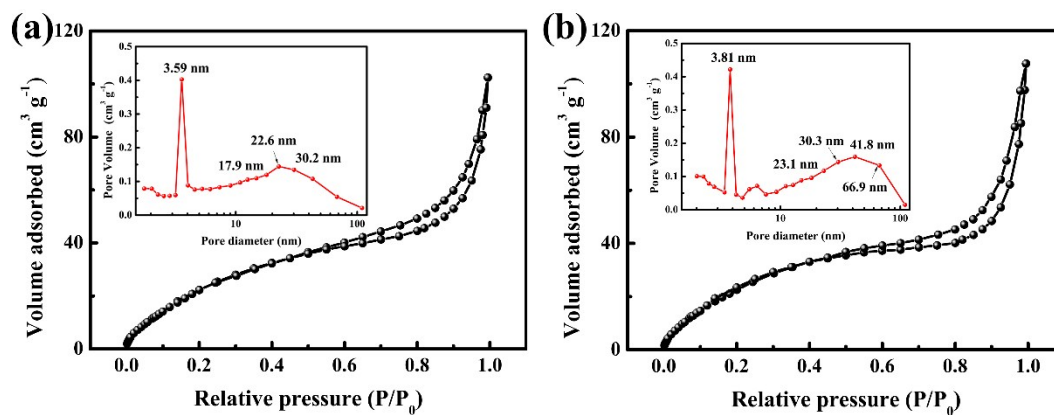 (a)
Volume adsorbed (cm³ g⁻¹)
120
80
40
0
0.0 0.2 0.4 0.6 0.8 1.0
Relative pressure (P/P₀)
Pore Volume (cm³ g⁻¹)
0.5
0.4
0.3
0.2
0.1
0.0
3.59 nm
17.9 nm
22.6 nm
30.2 nm
10 100
Pore diameter (nm)
(b)
Volume adsorbed (cm³ g⁻¹)
120
80
40
0
0.0 0.2 0.4 0.6 0.8 1.0
Relative pressure (P/P₀)
Pore Volume (cm³ g⁻¹)
0.5
0.4
0.3
0.2
0.1
0.0
3.81 nm
23.1 nm
30.3 nm
41.8 nm
66.9 nm
10 100
Pore diameter (nm)